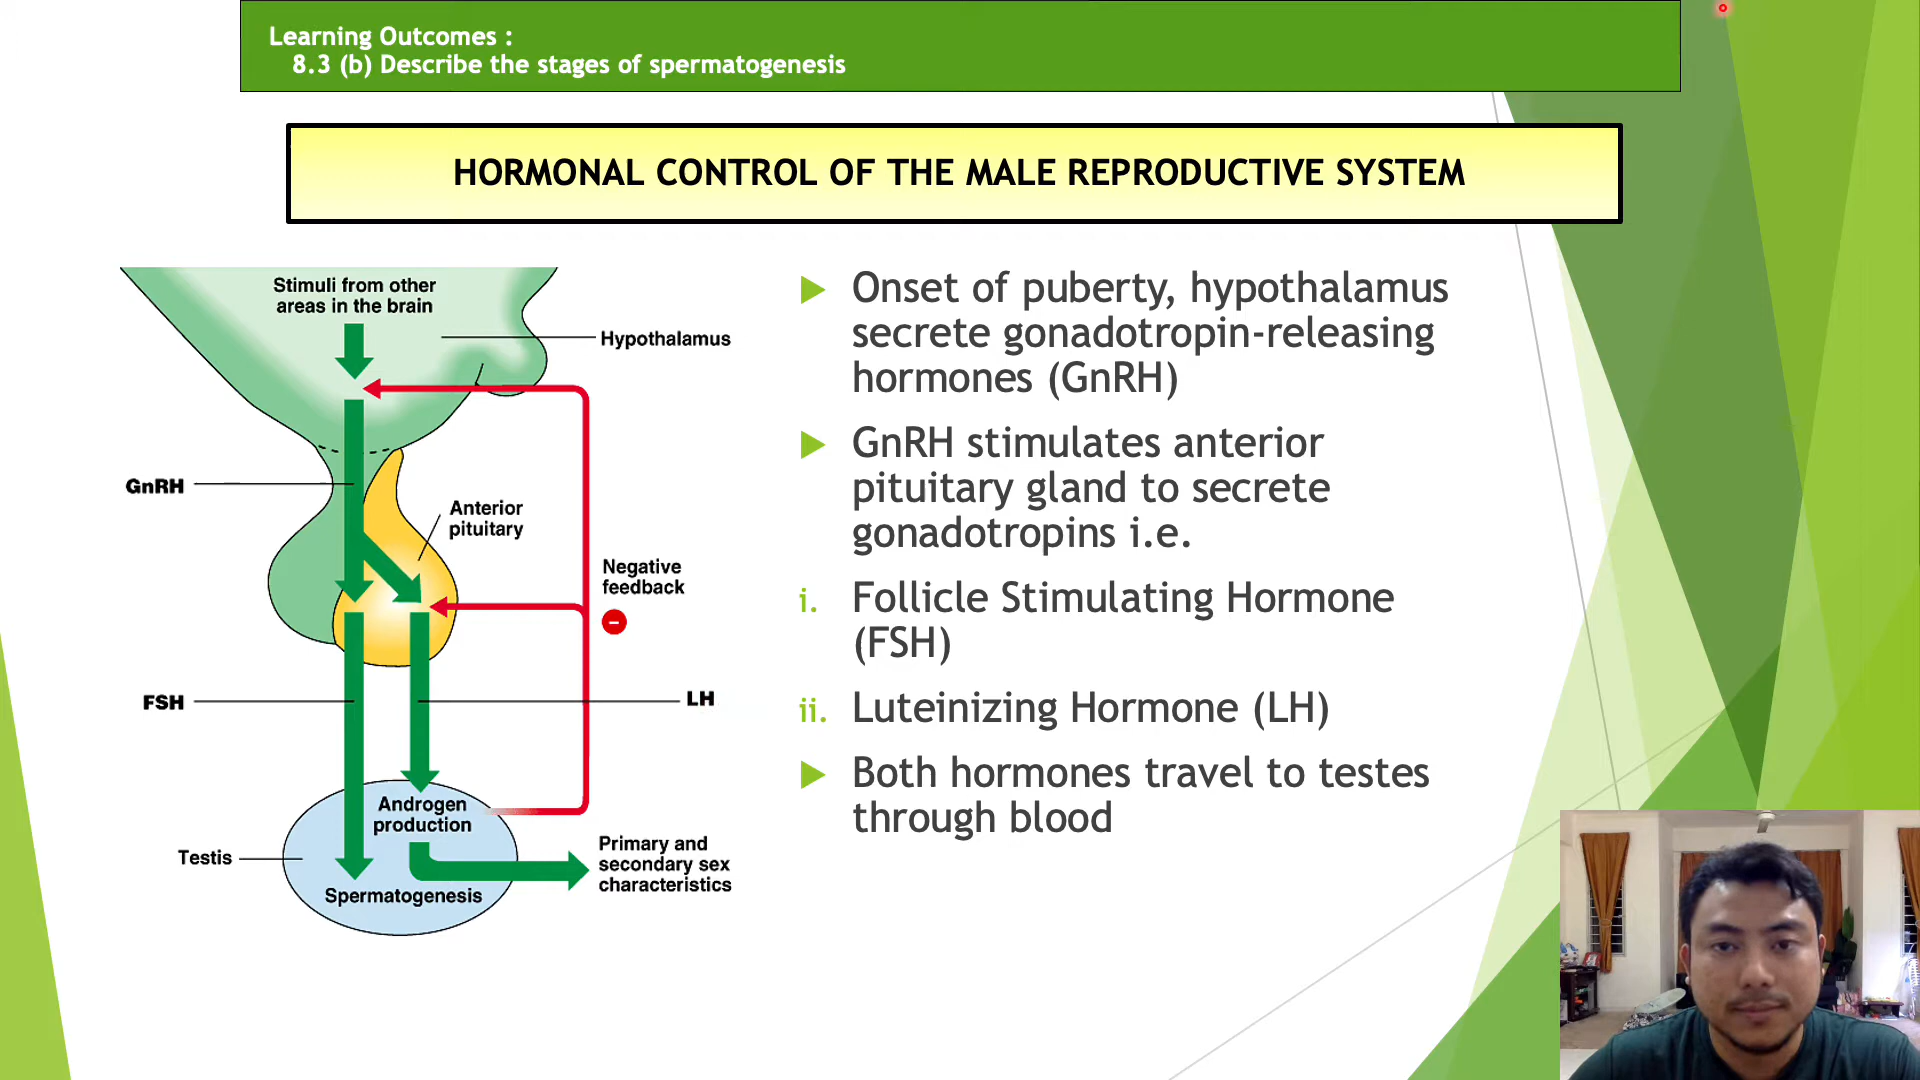 Learning Outcomes :
8.3 (b) Describe the stages of spermatogenesis
HORMONAL CONTROL OF THE MALE REPRODUCTIVE SYSTEM
Stimuli from other
areas in the brain
Hypothalamus
GnRH
Anterior
pituitary
Negative
feedback
−
FSH
LH
Androgen
production
Testis
Spermatogenesis
Primary and
secondary sex
characteristics
Onset of puberty, hypothalamus
secrete gonadotropin-releasing
hormones (GnRH)
GnRH stimulates anterior
pituitary gland to secrete
gonadotropins i.e.
i. Follicle Stimulating Hormone
(FSH)
ii. Luteinizing Hormone (LH)
Both hormones travel to testes
through blood